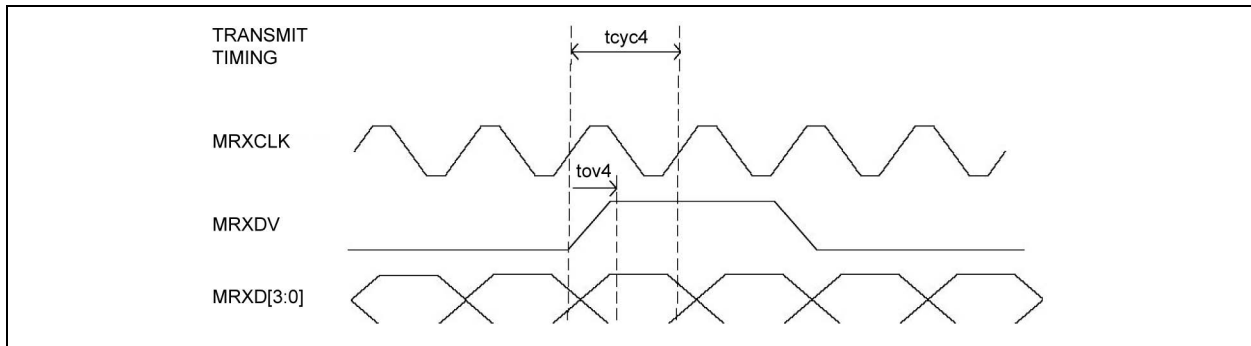 TRANSMIT
TIMING
tcyc4
MRXCLK
tov4
MRXDV
MRXD[3:0]